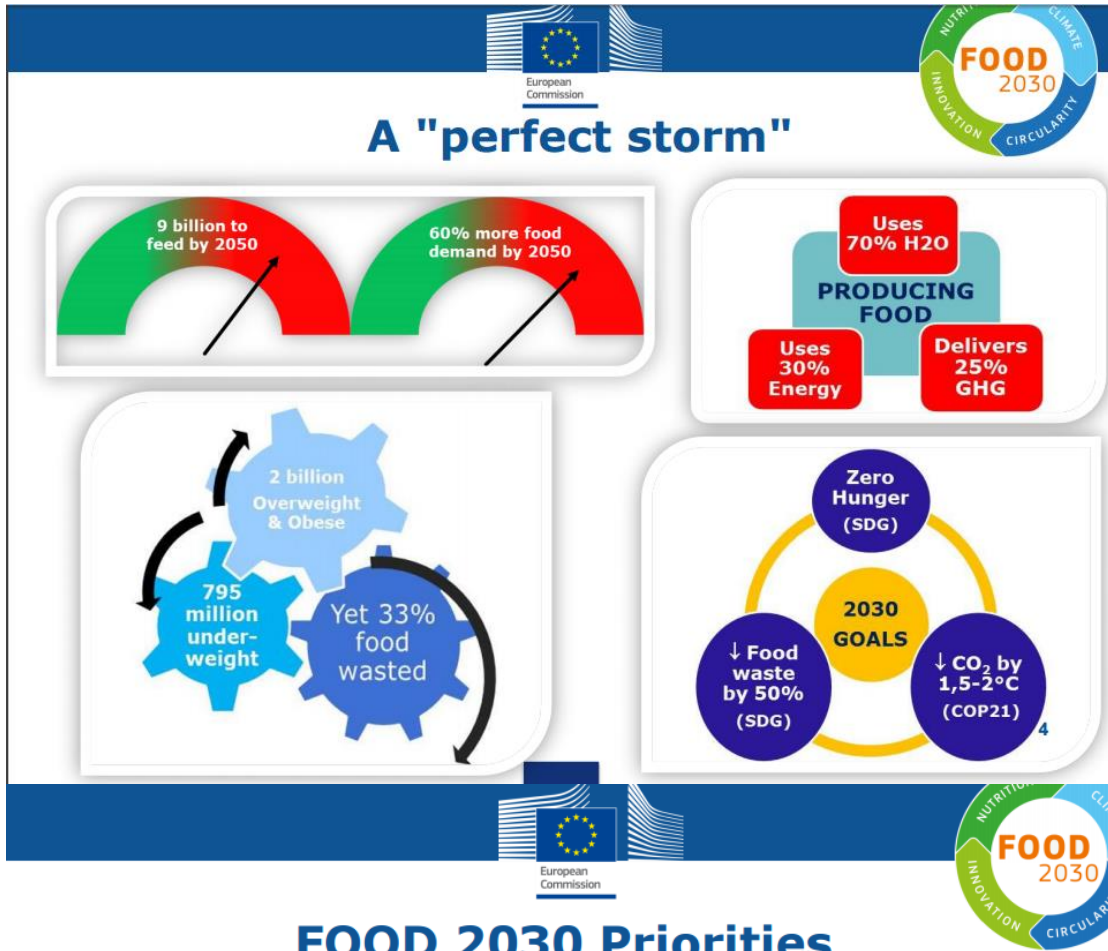 European
Commission
NUTRITION
CLIMATE
FOOD
2030
INNOVATION
CIRCULARITY
A "perfect storm"
9 billion to
feed by 2050
60% more food
demand by 2050
Uses
70% H2O
PRODUCING
FOOD
Uses
30%
Energy
Delivers
25%
GHG
2 billion
Overweight
& Obese
795
million
under-
weight
Yet 33%
food
wasted
Zero
Hunger
(SDG)
2030
GOALS
↓ Food
waste
by 50%
(SDG)
↓ CO₂ by
1,5-2°C
(COP21)
4
European
Commission
NUTRITION
FOOD
2030
INNOVATION
FOOD 2030 Priorities